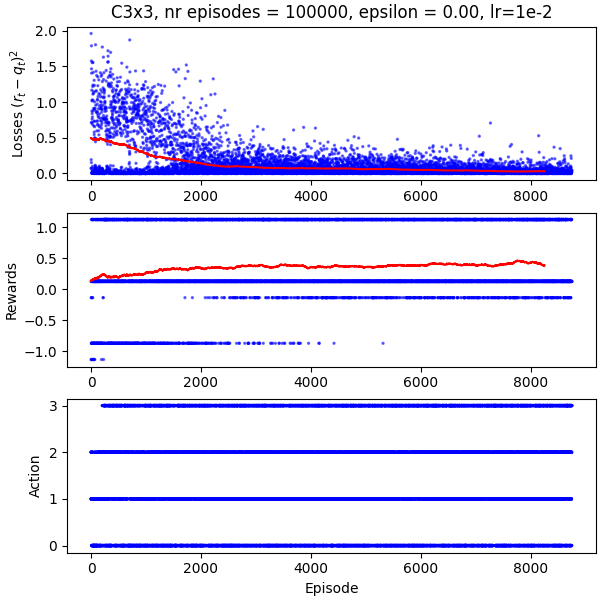 C3x3, nr episodes = 100000, epsilon = 0.00, lr=1e-2
Losses $(r_t - q_t)^2$
2.0
1.5
1.0
0.5
0.0
0 2000 4000 6000 8000
Rewards
1.0
0.5
0.0
−0.5
−1.0
0 2000 4000 6000 8000
Action
3
2
1
0
0 2000 4000 6000 8000
Episode